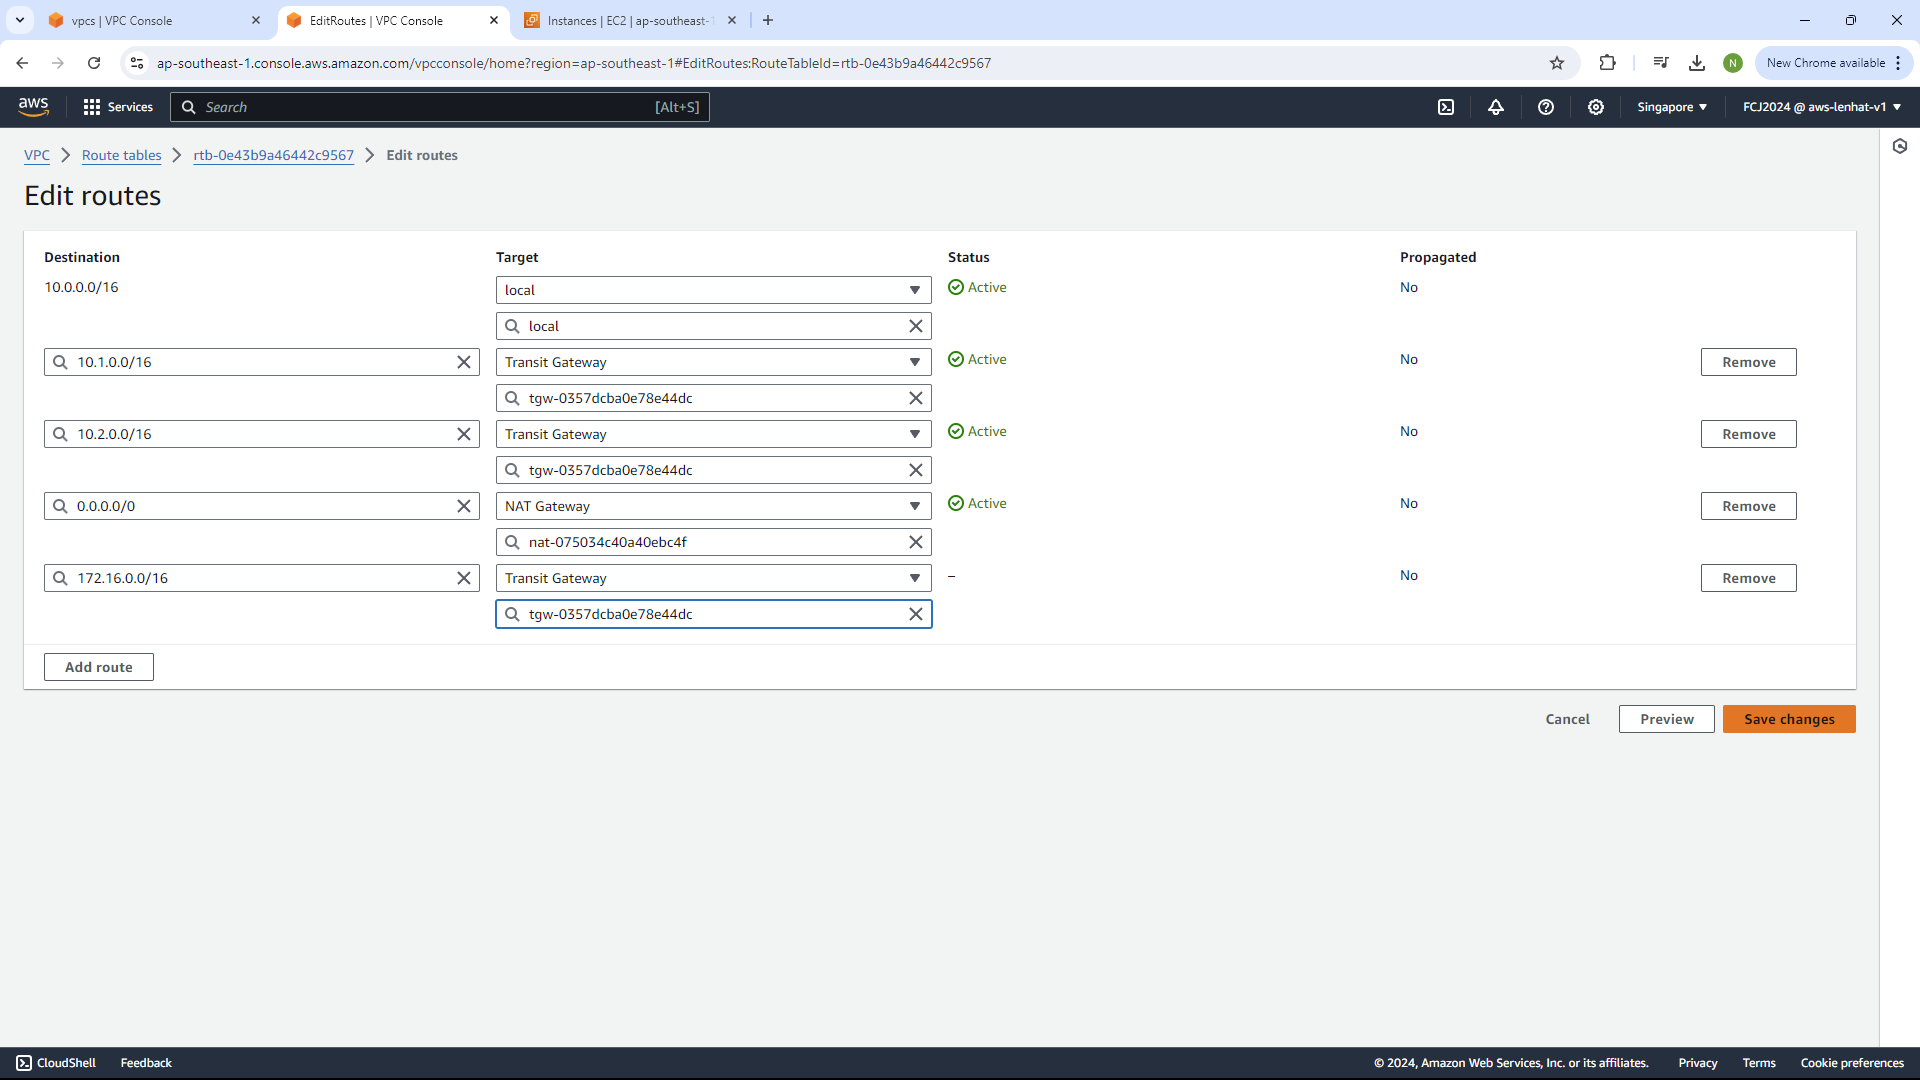 vpcs | VPC Console
EditRoutes | VPC Console
Instances | EC2 | ap-southeast-
ap-southeast-1.console.aws.amazon.com/vpcconsole/home?region=ap-southeast-1#EditRoutes:RouteTableId=rtb-0e43b9a46442c9567
N
New Chrome available
aws
Services
Search
[Alt+S]
Singapore
FCJ2024 @ aws-lenhat-v1
VPC
Route tables
rtb-0e43b9a46442c9567
Edit routes
Edit routes
Destination Target Status Propagated
10.0.0.0/16 local Active No
local
10.1.0.0/16 Transit Gateway Active No Remove
tgw-0357dcba0e78e44dc
10.2.0.0/16 Transit Gateway Active No Remove
tgw-0357dcba0e78e44dc
0.0.0.0/0 NAT Gateway Active No Remove
nat-075034c40a40ebc4f
172.16.0.0/16 Transit Gateway – No Remove
tgw-0357dcba0e78e44dc
Add route
Cancel Preview Save changes
CloudShell Feedback © 2024, Amazon Web Services, Inc. or its affiliates. Privacy Terms Cookie preferences